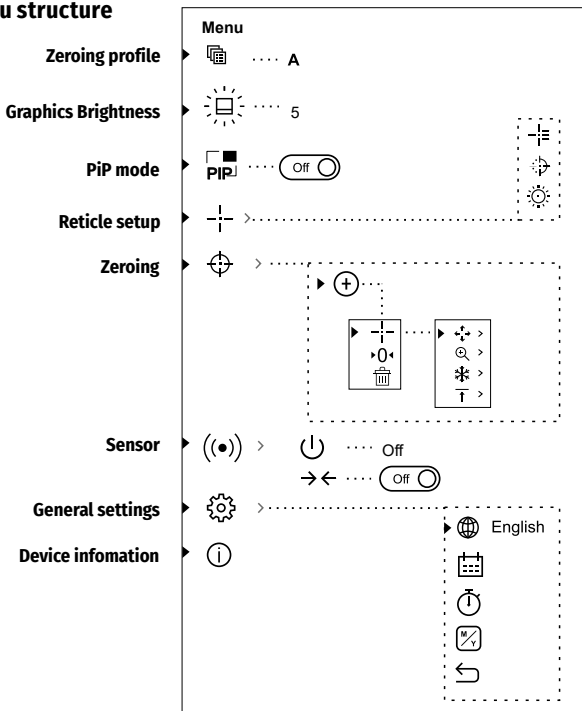 u structure
Menu
Zeroing profile A
Graphics Brightness 5
PiP mode PIP Off
Reticle setup
Zeroing
0
Sensor Off
Off
General settings
English
Device infomation
M/Y